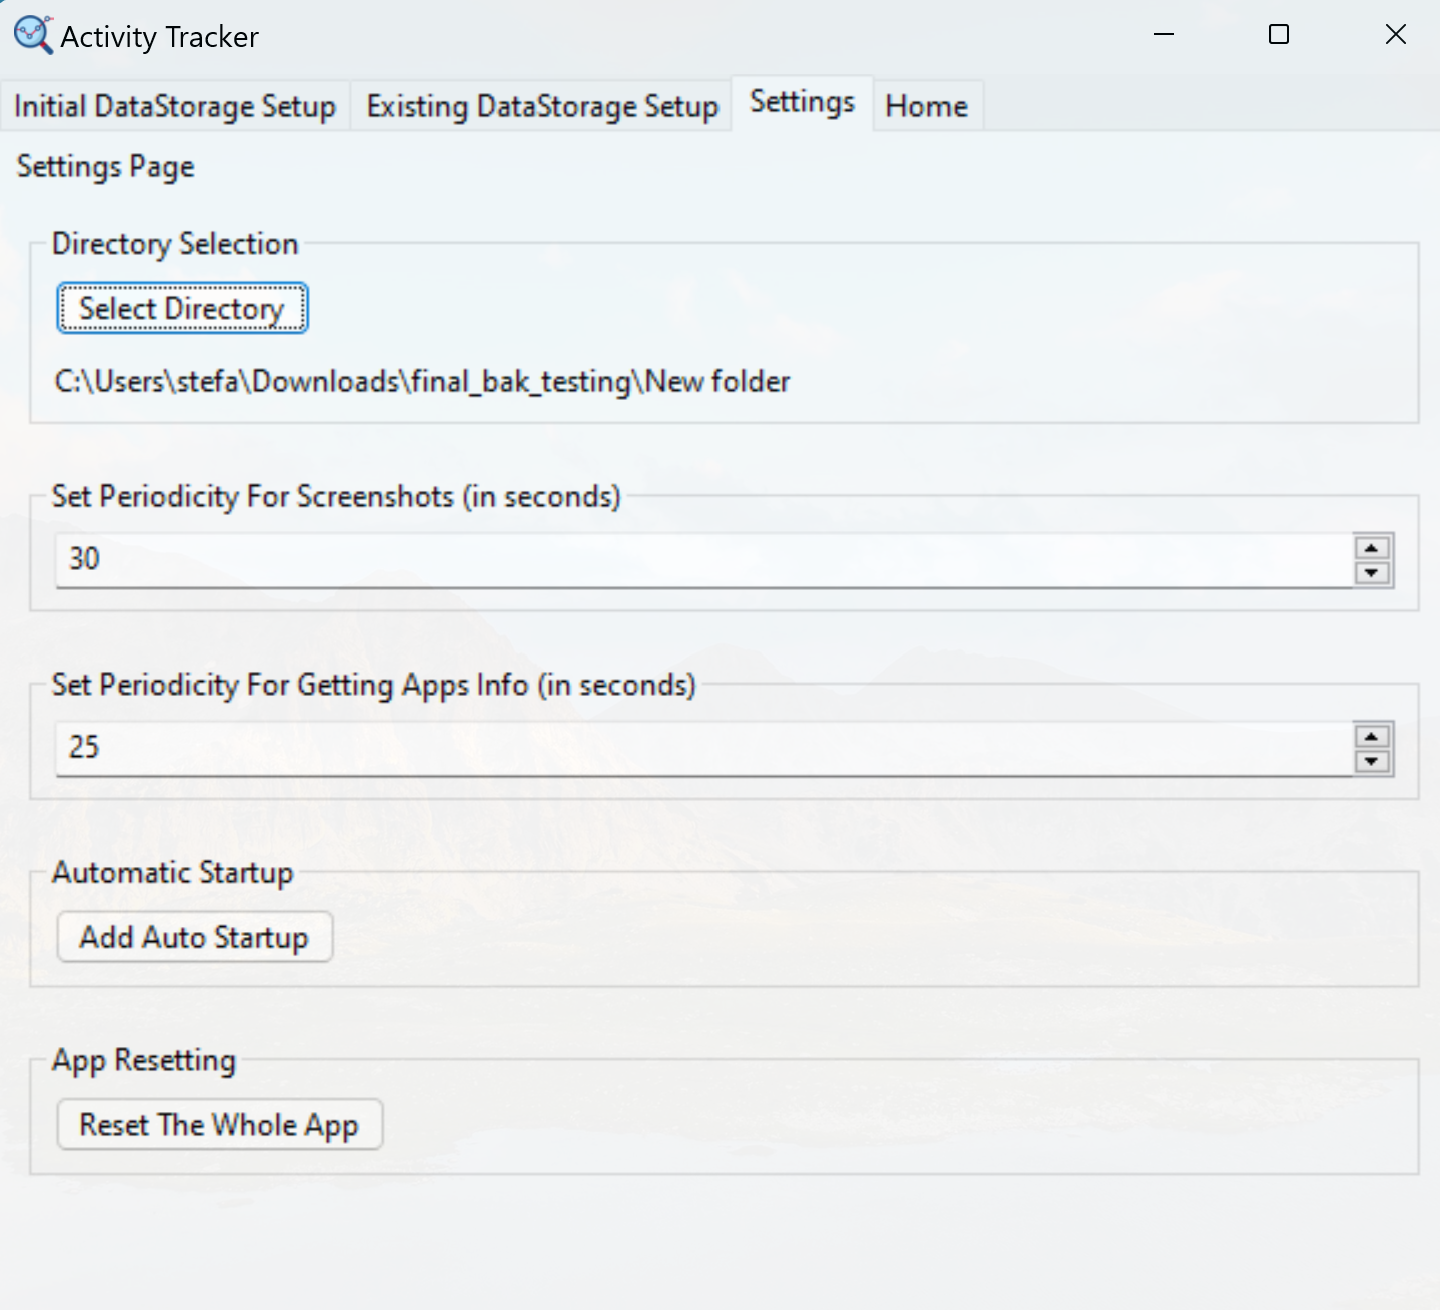 Activity Tracker
Initial DataStorage Setup Existing DataStorage Setup Settings Home
Settings Page
Directory Selection
Select Directory
C:\Users\stefa\Downloads\final_bak_testing\New folder
Set Periodicity For Screenshots (in seconds)
30
Set Periodicity For Getting Apps Info (in seconds)
25
Automatic Startup
Add Auto Startup
App Resetting
Reset The Whole App